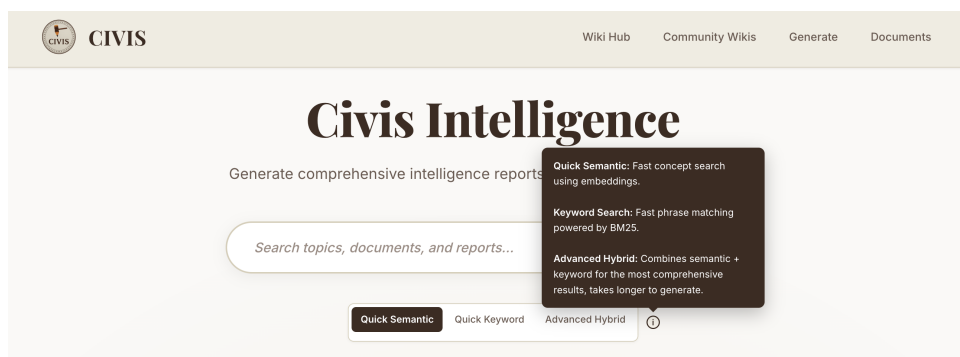 CIVIS
CIVIS
Wiki Hub
Community Wikis
Generate
Documents
Civis Intelligence
Generate comprehensive intelligence reports
Quick Semantic: Fast concept search
using embeddings.
Keyword Search: Fast phrase matching
powered by BM25.
Advanced Hybrid: Combines semantic +
keyword for the most comprehensive
results, takes longer to generate.
Search topics, documents, and reports...
Quick Semantic
Quick Keyword
Advanced Hybrid